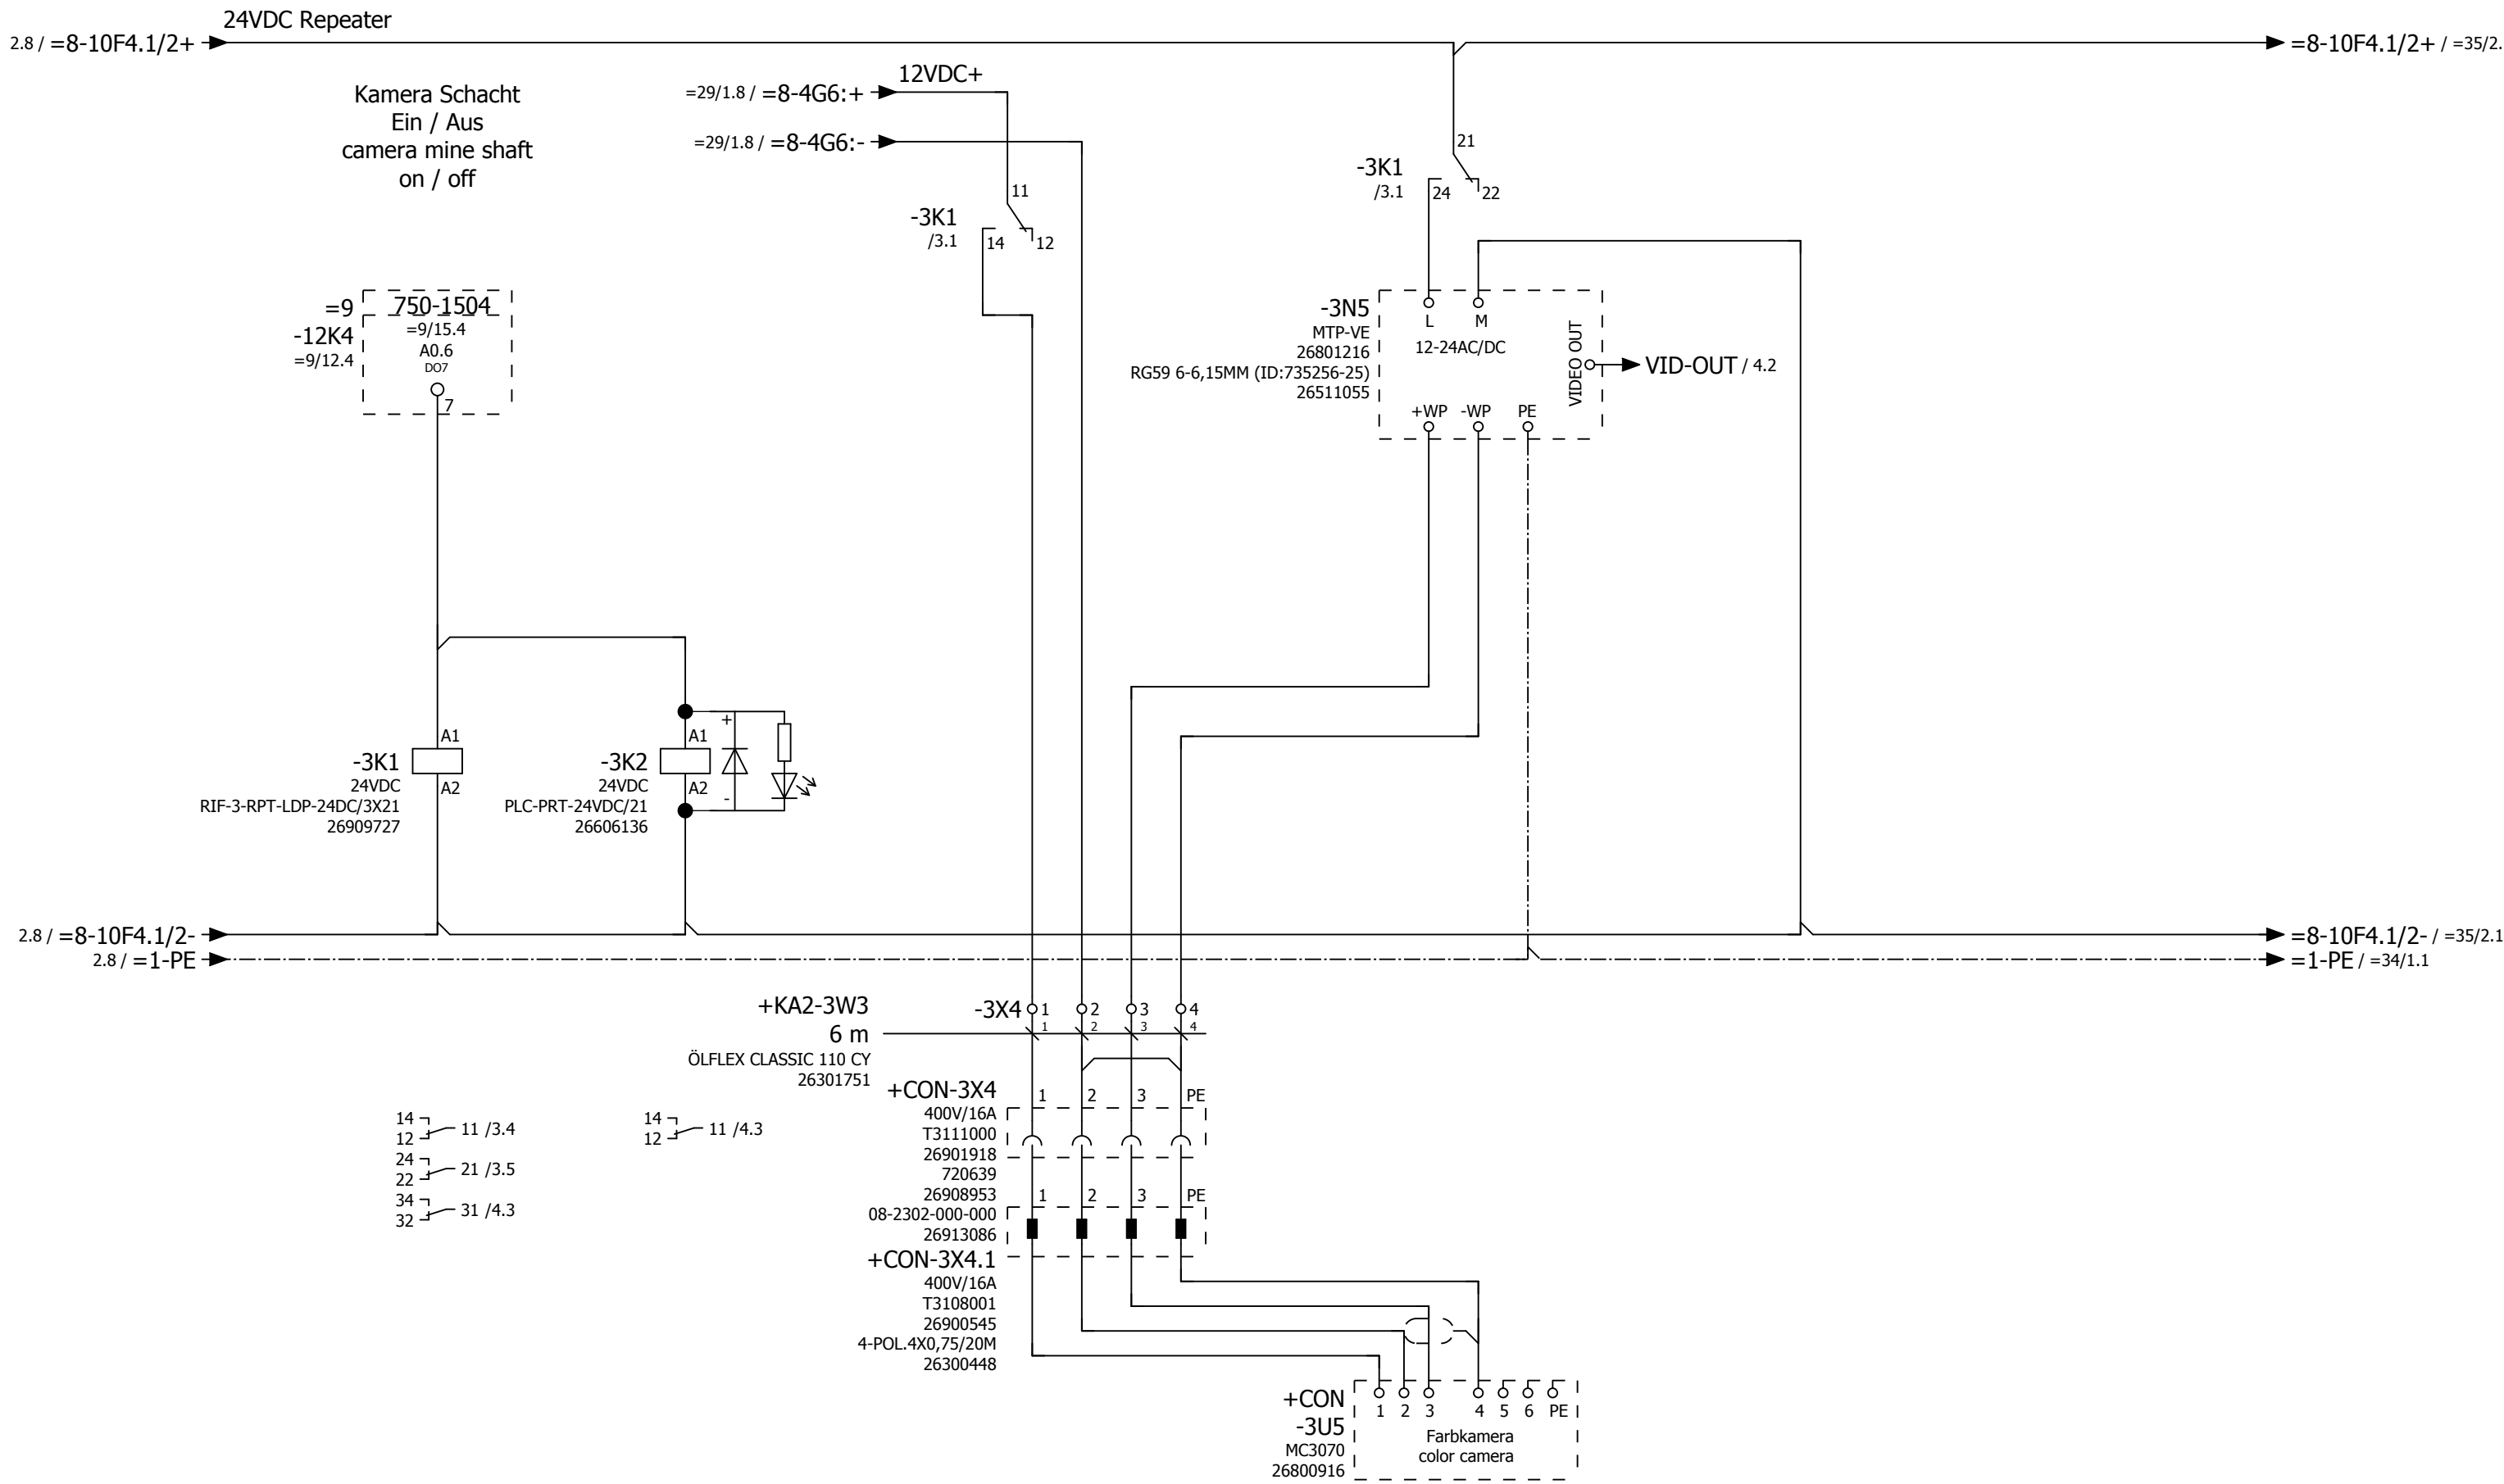 24VDC Repeater
2.8 / =8-10F4.1/2+
=8-10F4.1/2+ / =35/2.
Kamera Schacht
Ein / Aus
camera mine shaft
on / off
12VDC+
=29/1.8 / =8-4G6:+
=29/1.8 / =8-4G6:-
11
-3K1
/3.1
14
12
21
-3K1
/3.1
24
22
=9
-12K4
=9/12.4
750-1504
=9/15.4
A0.6
DO7
7
-3N5
MTP-VE
26801216
RG59 6-6,15MM (ID:735256-25)
26511055
L
M
12-24AC/DC
VIDEO OUT
+WP
-WP
PE
VID-OUT / 4.2
A1
-3K1
24VDC
A2
RIF-3-RPT-LDP-24DC/3X21
26909727
+
A1
-3K2
24VDC
A2
-
PLC-PRT-24VDC/21
26606136
2.8 / =8-10F4.1/2-
2.8 / =1-PE
=8-10F4.1/2- / =35/2.1
=1-PE / =34/1.1
+KA2-3W3
6 m
ÖLFLEX CLASSIC 110 CY
26301751
-3X4
1
2
3
4
1
2
3
4
+CON-3X4
400V/16A
T3111000
26901918
720639
26908953
08-2302-000-000
26913086
1
2
3
PE
1
2
3
PE
+CON-3X4.1
400V/16A
T3108001
26900545
4-POL.4X0,75/20M
26300448
14
12
11 /3.4
24
22
21 /3.5
34
32
31 /4.3
14
12
11 /4.3
+CON
-3U5
MC3070
26800916
1
2
3
4
5
6
PE
Farbkamera
color camera